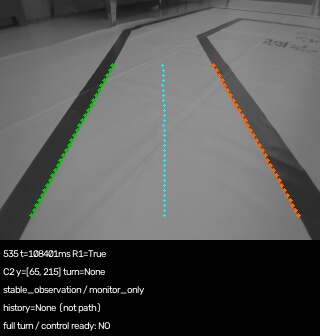 535 t=108401ms R1=True
C2 y=[65, 215] turn=None
stable_observation / monitor_only
history=None (not path)
full turn / control ready: NO